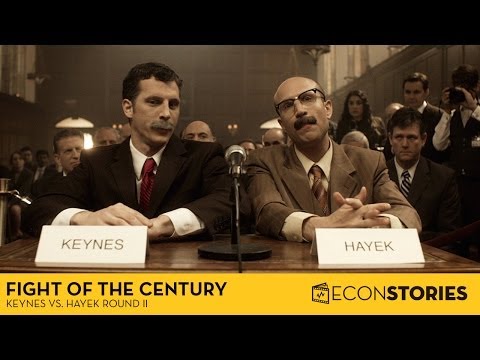 KEYNES
HAYEK
FIGHT OF THE CENTURY
KEYNES VS. HAYEK ROUND II
ECONSTORIES